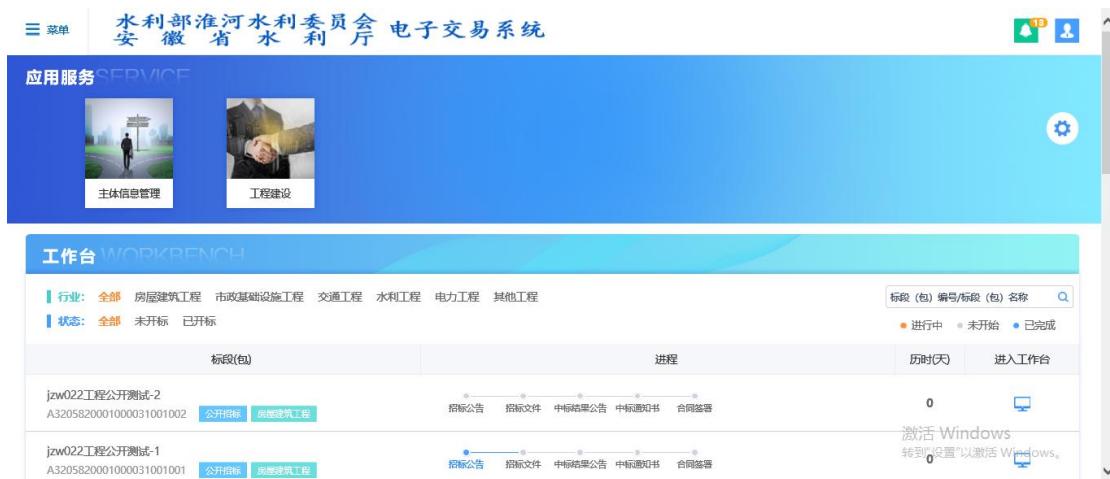 菜单
水利部淮河水利委员会
安徽省水利厅
电子交易系统
13
应用服务SERVICE
主体信息管理
工程建设
工作台WORKBENCH
行业: 全部 房屋建筑工程 市政基础设施工程 交通工程 水利工程 电力工程 其他工程
标段（包）编号/标段（包）名称
状态: 全部 未开标 已开标
进行中 未开始 已完成
标段(包) 进程 历时(天) 进入工作台
jzw022工程公开测试-2
A3205820001000031001002 公开招标 房屋建筑工程
招标公告 招标文件 中标结果公告 中标通知书 合同签署
0
激活 Windows
转到"设置"以激活 Windows。
jzw022工程公开测试-1
A3205820001000031001001 公开招标 房屋建筑工程
招标公告 招标文件 中标结果公告 中标通知书 合同签署
0